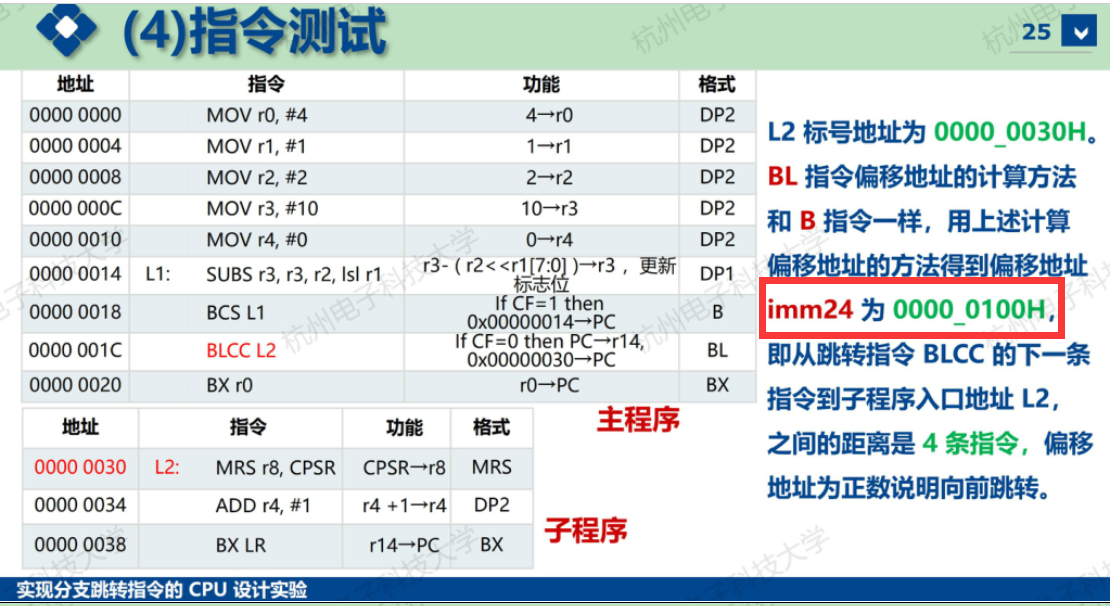 (4)指令测试
25
地址 指令 功能 格式
0000 0000 MOV r0, #4 4→r0 DP2
0000 0004 MOV r1, #1 1→r1 DP2
0000 0008 MOV r2, #2 2→r2 DP2
0000 000C MOV r3, #10 10→r3 DP2
0000 0010 MOV r4, #0 0→r4 DP2
0000 0014 L1: SUBS r3, r3, r2, lsl r1 r3- ( r2<<r1[7:0] )→r3 ，更新
标志位 DP1
0000 0018 BCS L1 If CF=1 then
0x00000014→PC B
0000 001C BLCC L2 If CF=0 then PC→r14,
0x00000030→PC BL
0000 0020 BX r0 r0→PC BX
主程序
地址 指令 功能 格式
0000 0030 L2: MRS r8, CPSR CPSR→r8 MRS
0000 0034 ADD r4, #1 r4 +1→r4 DP2
0000 0038 BX LR r14→PC BX
子程序
L2 标号地址为 0000_0030H。
BL 指令偏移地址的计算方法
和 B 指令一样，用上述计算
偏移地址的方法得到偏移地址
imm24 为 0000_0100H，
即从跳转指令 BLCC 的下一条
指令到子程序入口地址 L2，
之间的距离是 4 条指令，偏移
地址为正数说明向前跳转。
实现分支跳转指令的 CPU 设计实验